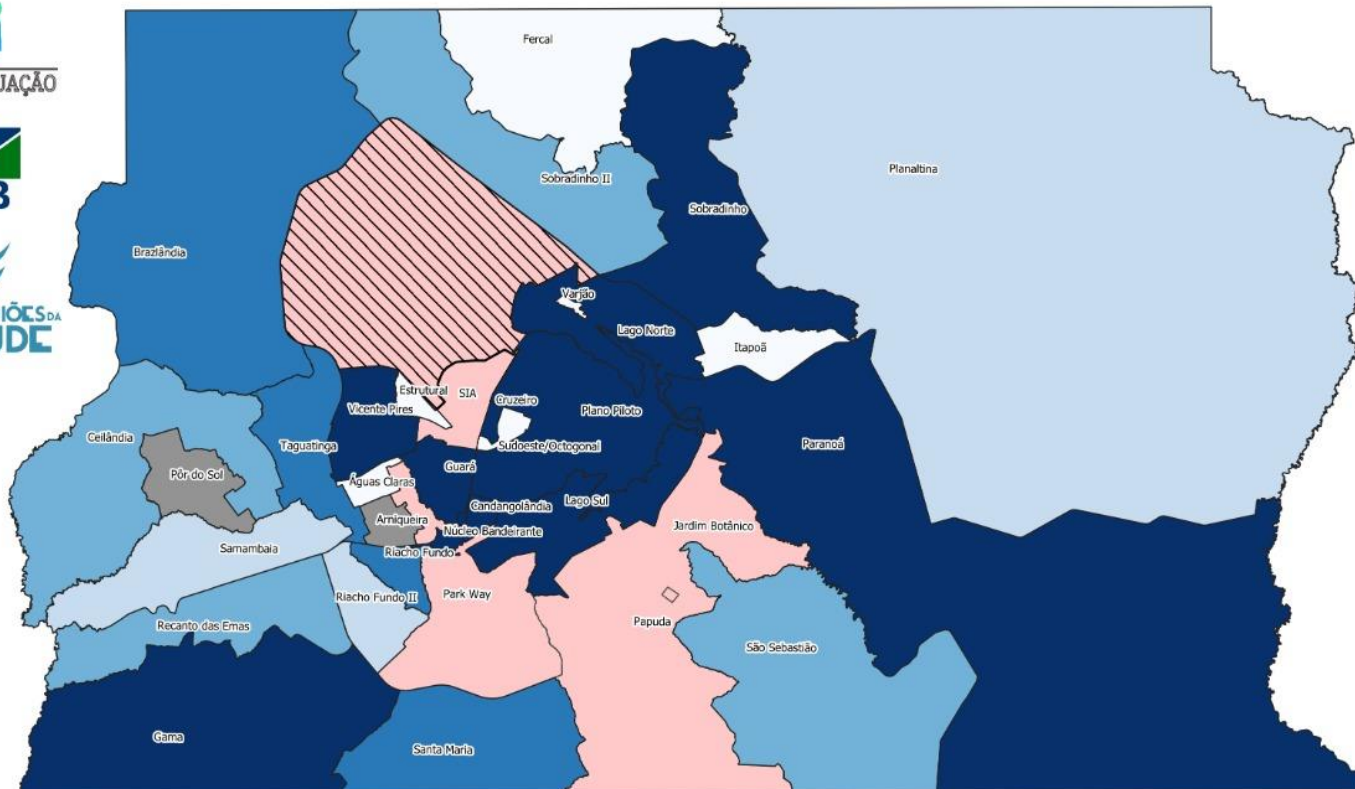 UAÇÃO
B
IÕES DA
UDE
Fercal
Planaltina
Sobradinho II
Sobradinho
Brazlândia
Varjão
Lago Norte
Itapoã
Estrutural
SIA
Cruzeiro
Vicente Pires
Plano Piloto
Ceilândia
Taguatinga
Sudoeste/Octogonal
Paranoá
Guará
Pôr do Sol
Águas Claras
Candangolândia
Lago Sul
Arniqueira
Jardim Botânico
Núcleo Bandeirante
Samambaia
Riacho Fundo
Riacho Fundo II
Park Way
Papuda
Recanto das Emas
São Sebastião
Gama
Santa Maria